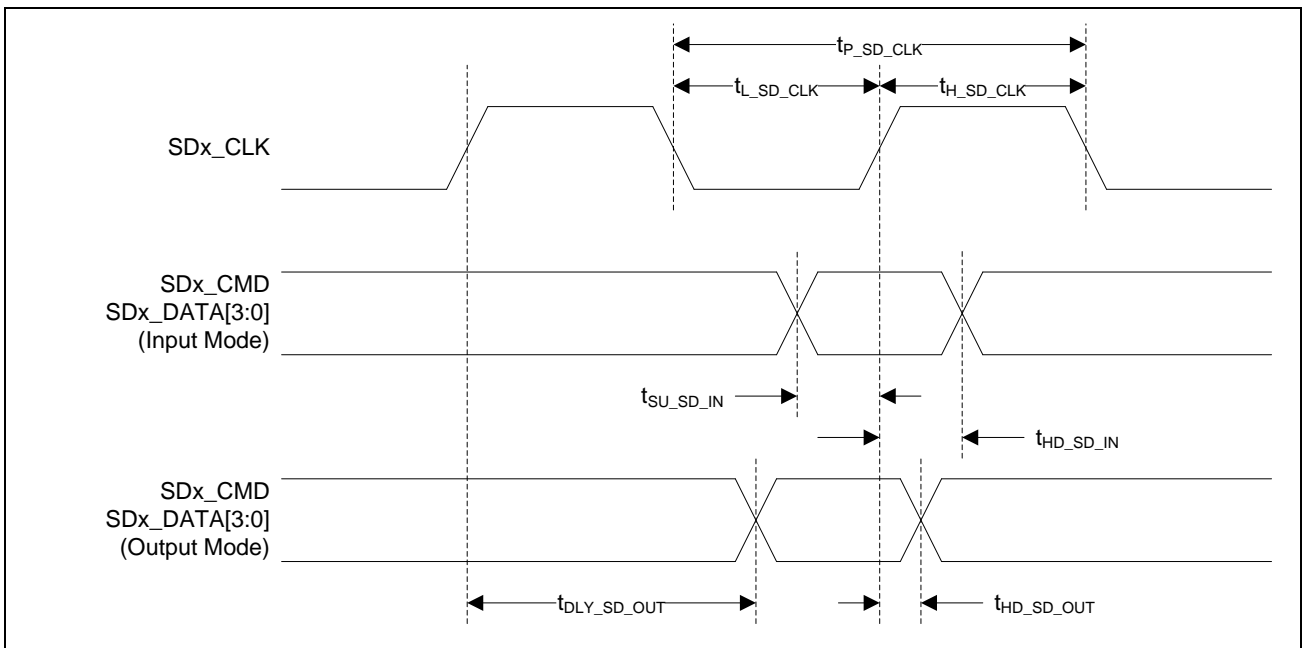 tP_SD_CLK
tL_SD_CLK
tH_SD_CLK
SDx_CLK
SDx_CMD
SDx_DATA[3:0]
(Input Mode)
tSU_SD_IN
tHD_SD_IN
SDx_CMD
SDx_DATA[3:0]
(Output Mode)
tDLY_SD_OUT
tHD_SD_OUT